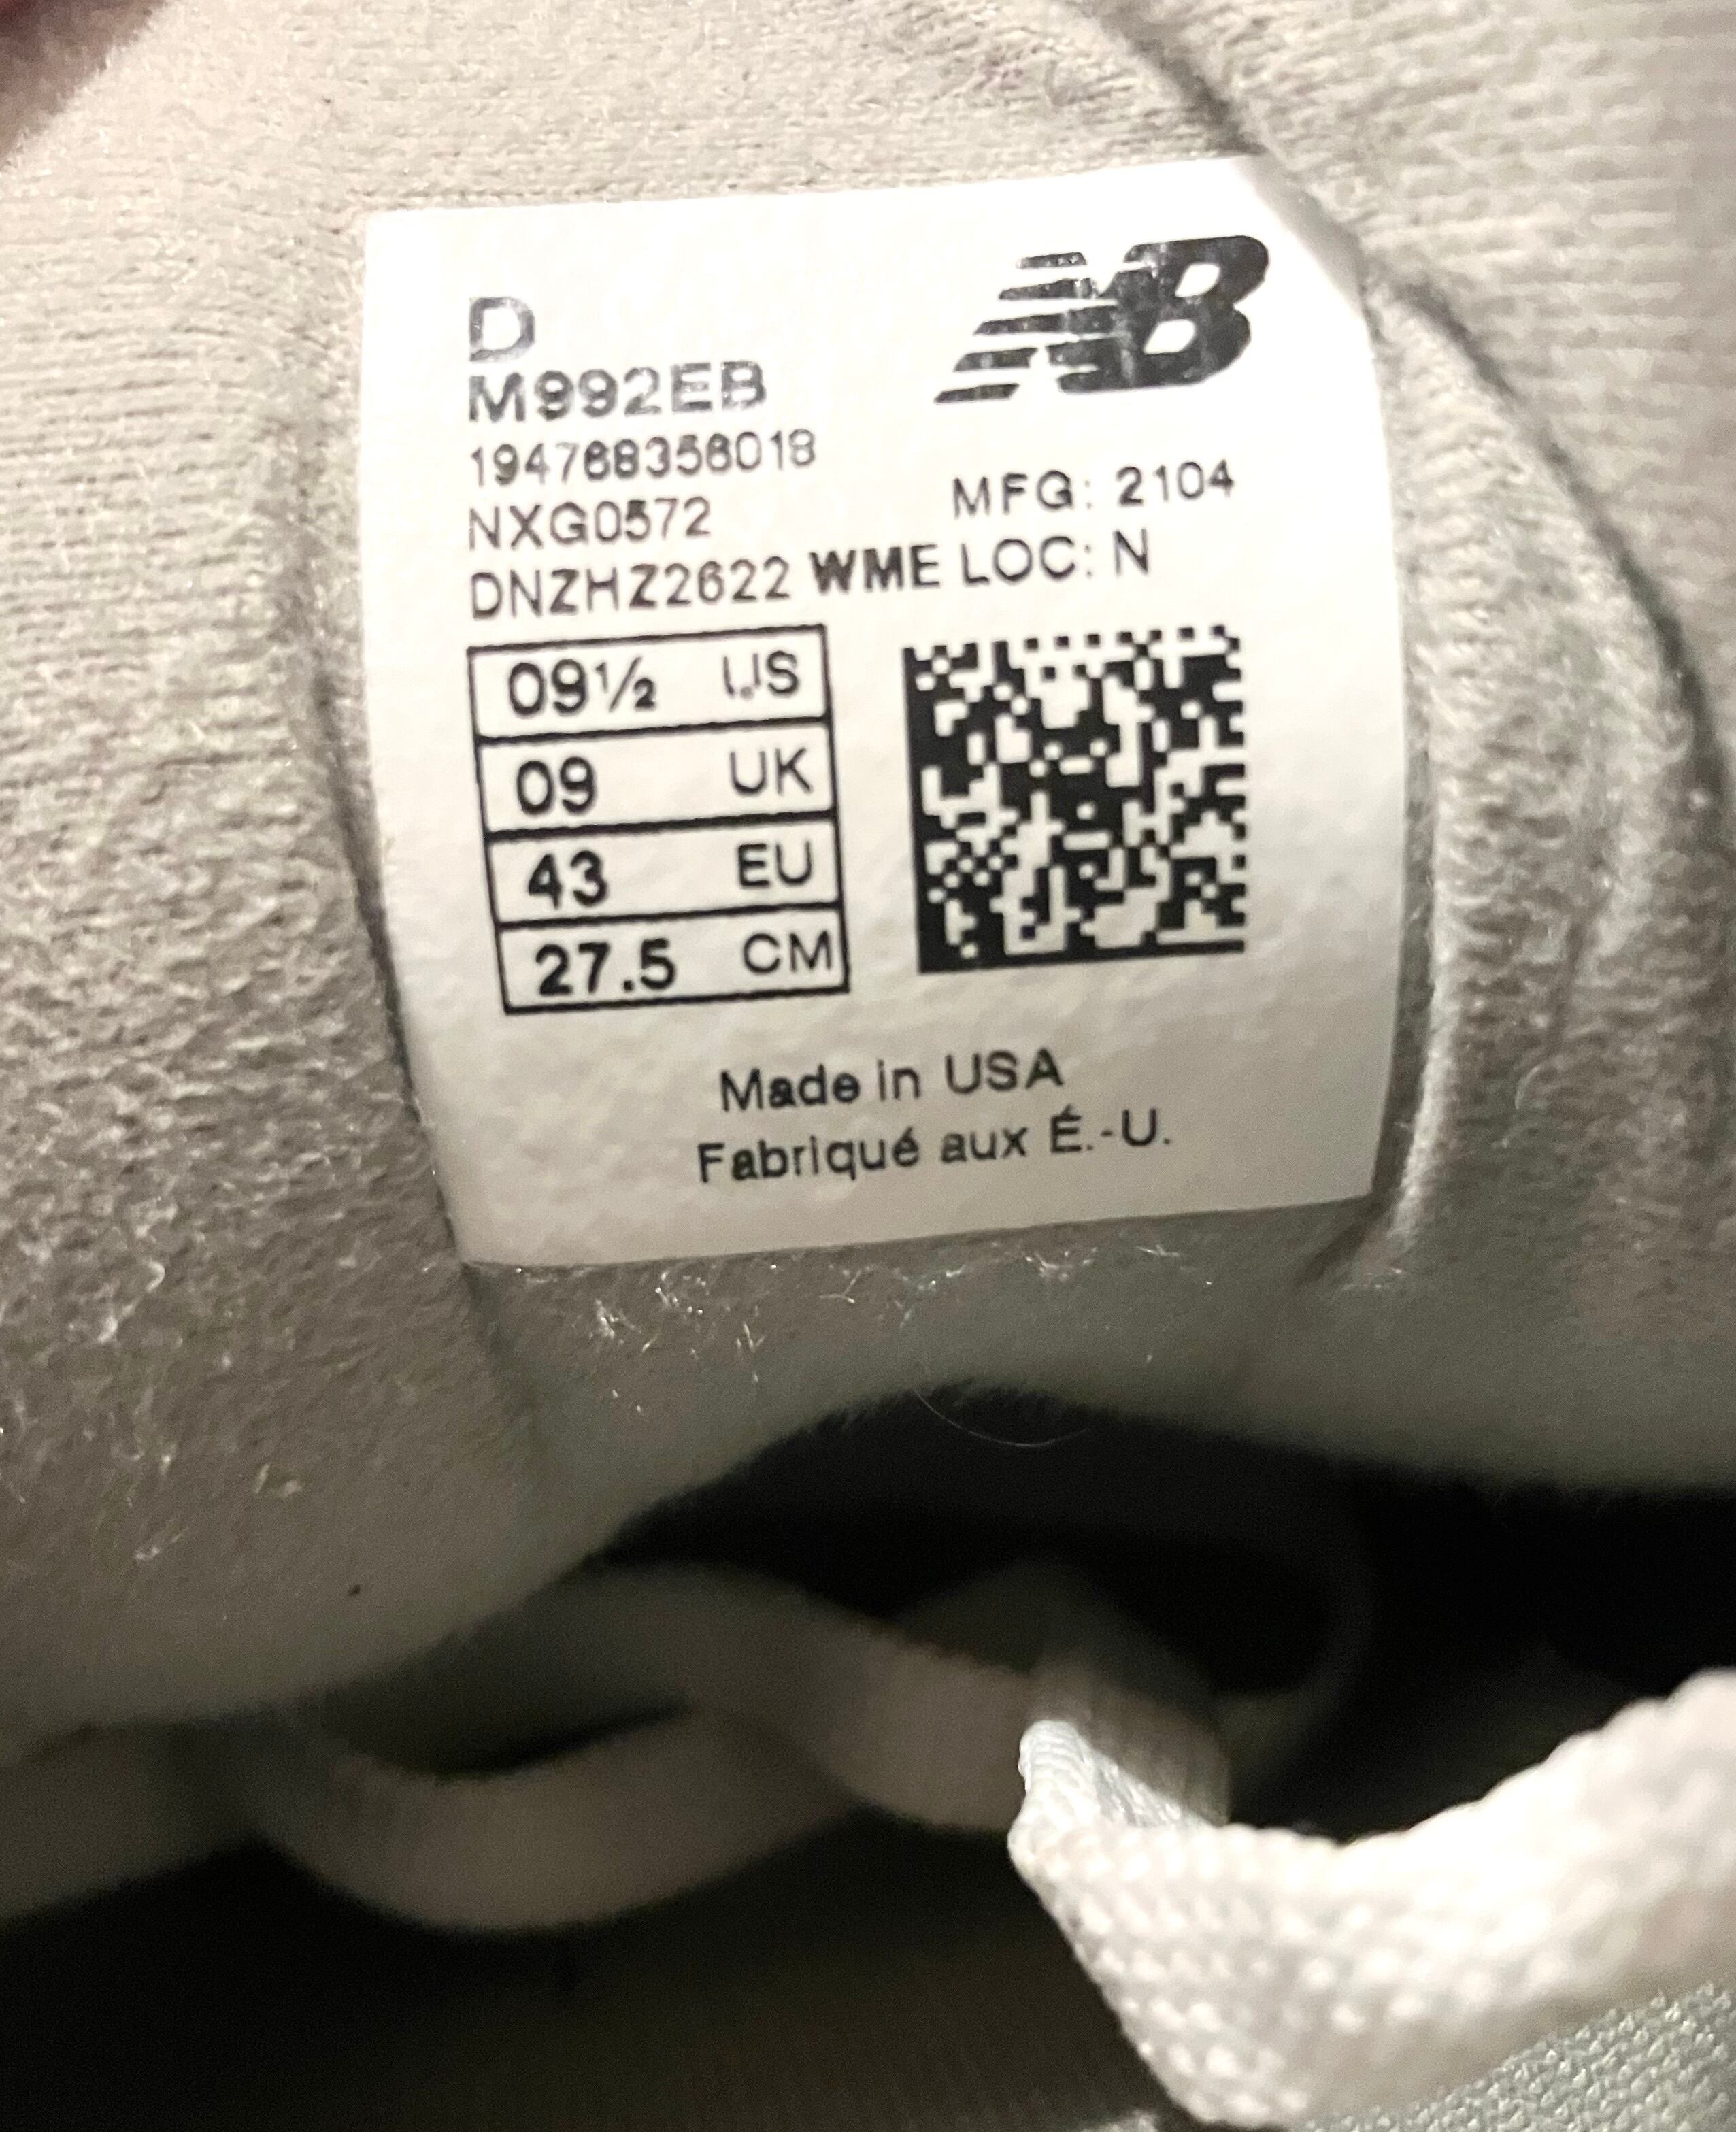 D
NB
M992EB
194768356018
NXG0572
MFG: 2104
DNZHZ2622 WME LOC: N
09½ US
09 UK
43 EU
27.5 CM
Made in USA
Fabriqué aux É.-U.